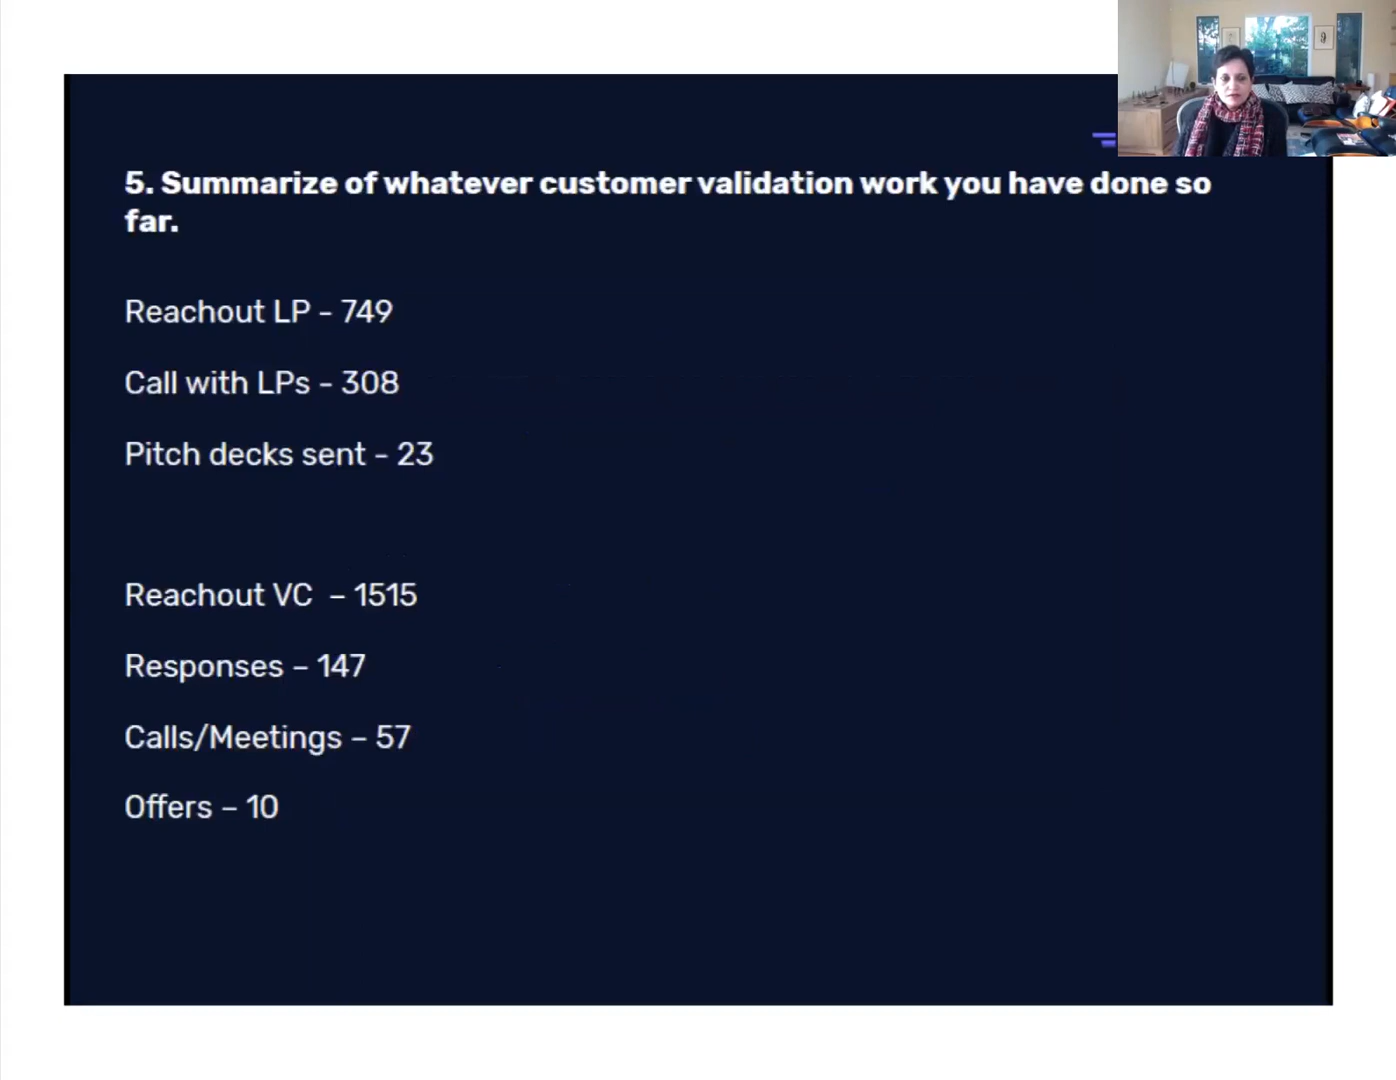 5. Summarize of whatever customer validation work you have done so
far.
Reachout LP - 749
Call with LPs - 308
Pitch decks sent - 23
Reachout VC – 1515
Responses – 147
Calls/Meetings – 57
Offers – 10